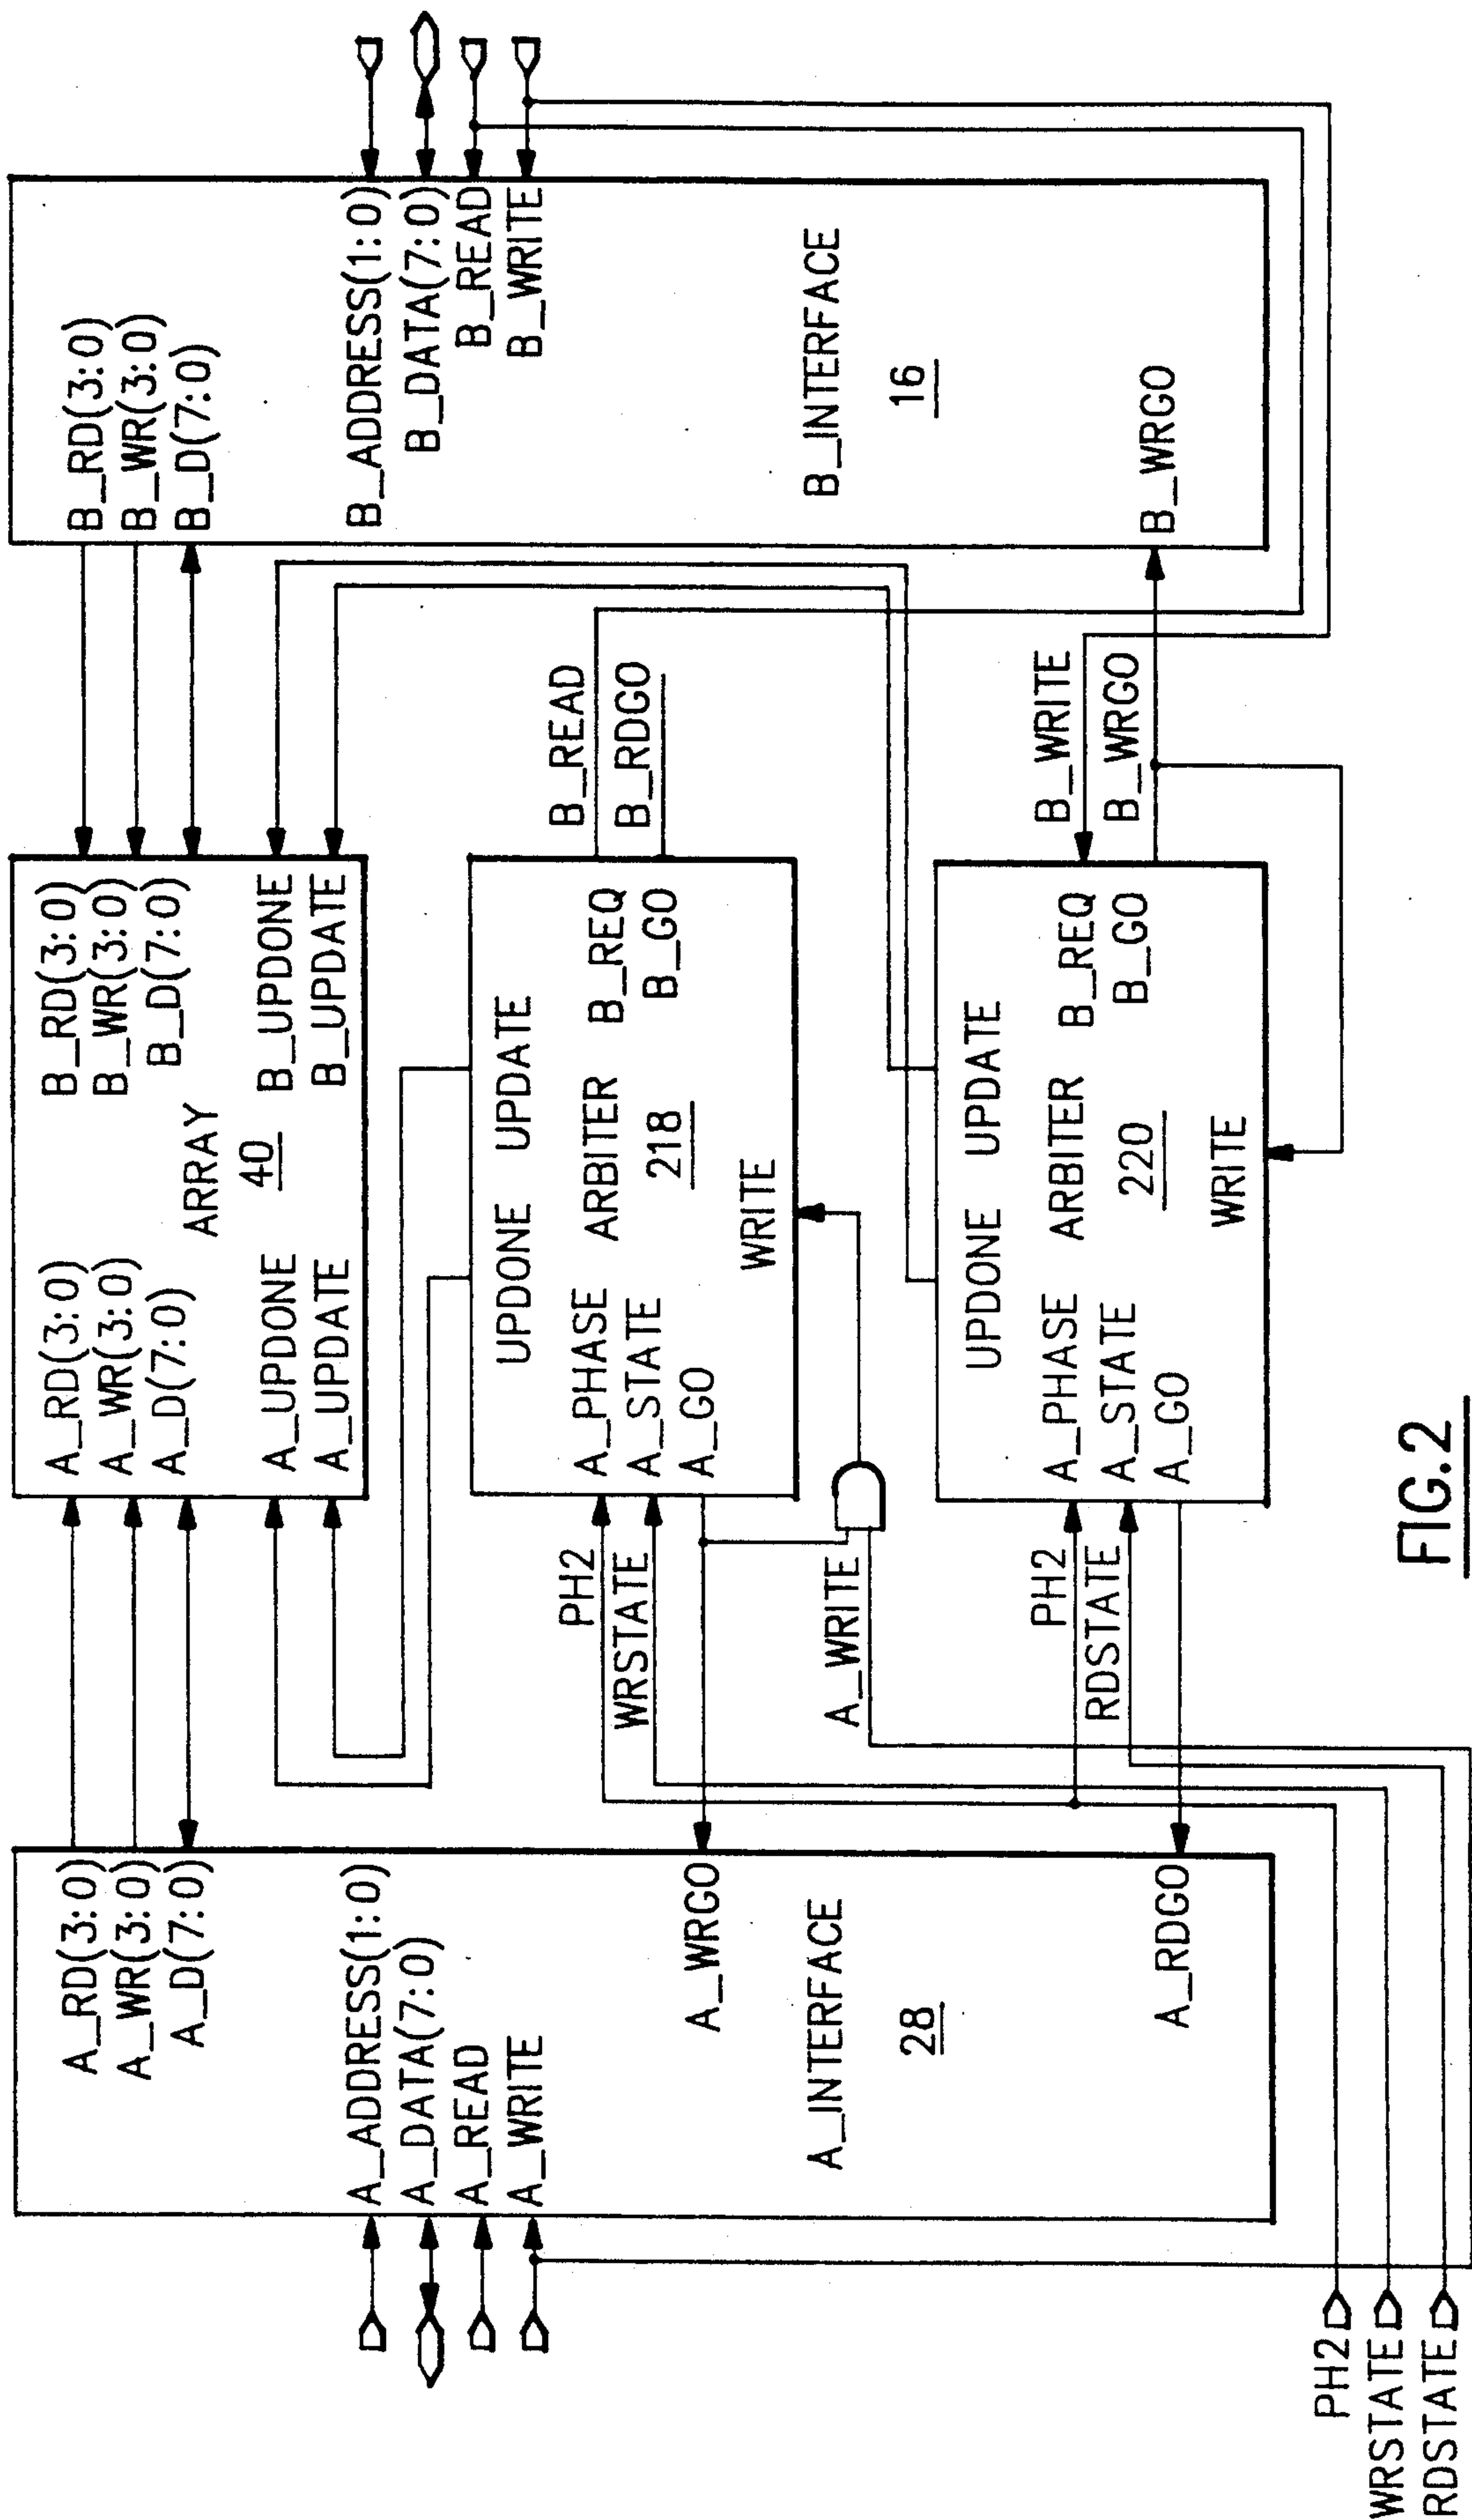 A_RD(3:0)
A_WR(3:0)
A_D(7:0)
A_ADDRESS(1:0)
A_DATA(7:0)
A_READ
A_WRITE
A_WRGO
A_INTERFACE
28
A_RDGO
A_RD(3:0)
A_WR(3:0)
A_D(7:0)
A_UPDONE
A_UPDATE
ARRAY
40
B_RD(3:0)
B_WR(3:0)
B_D(7:0)
B_UPDONE
B_UPDATE
PH2
WRSTATE
A_WRITE
UPDONE UPDATE
A_PHASE
A_STATE
A_GO
ARBITER
218
B_REQ
B_GO
WRITE
B_READ
B_RDGO
PH2
RDSTATE
UPDONE UPDATE
A_PHASE
A_STATE
A_GO
ARBITER
220
B_REQ
B_GO
WRITE
B_WRITE
B_WRGO
B_RD(3:0)
B_WR(3:0)
B_D(7:0)
B_ADDRESS(1:0)
B_DATA(7:0)
B_READ
B_WRITE
B_INTERFACE
16
B_WRGO
PH2
WRSTATE
RDSTATE
FIG.2